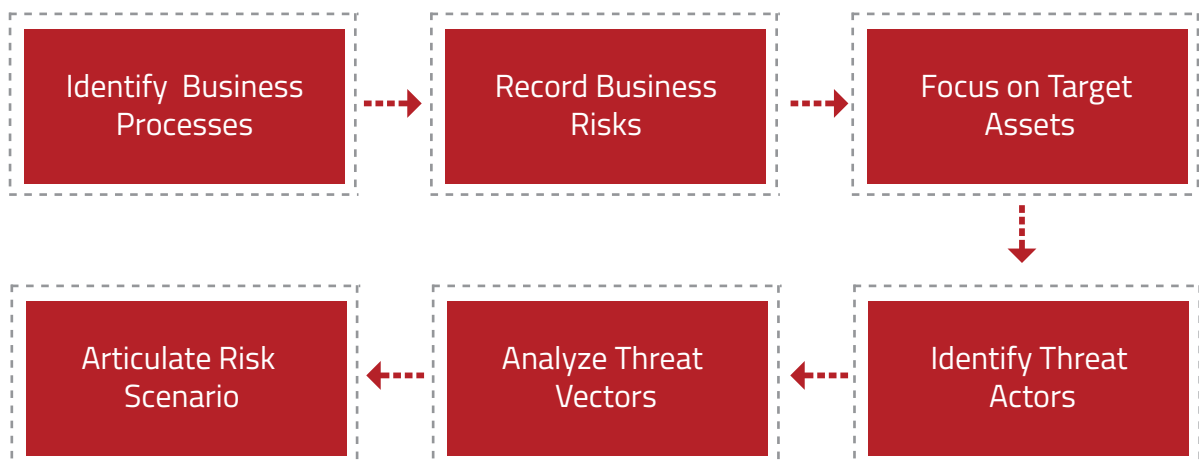 Identify Business
Processes
Record Business
Risks
Focus on Target
Assets
Identify Threat
Actors
Analyze Threat
Vectors
Articulate Risk
Scenario